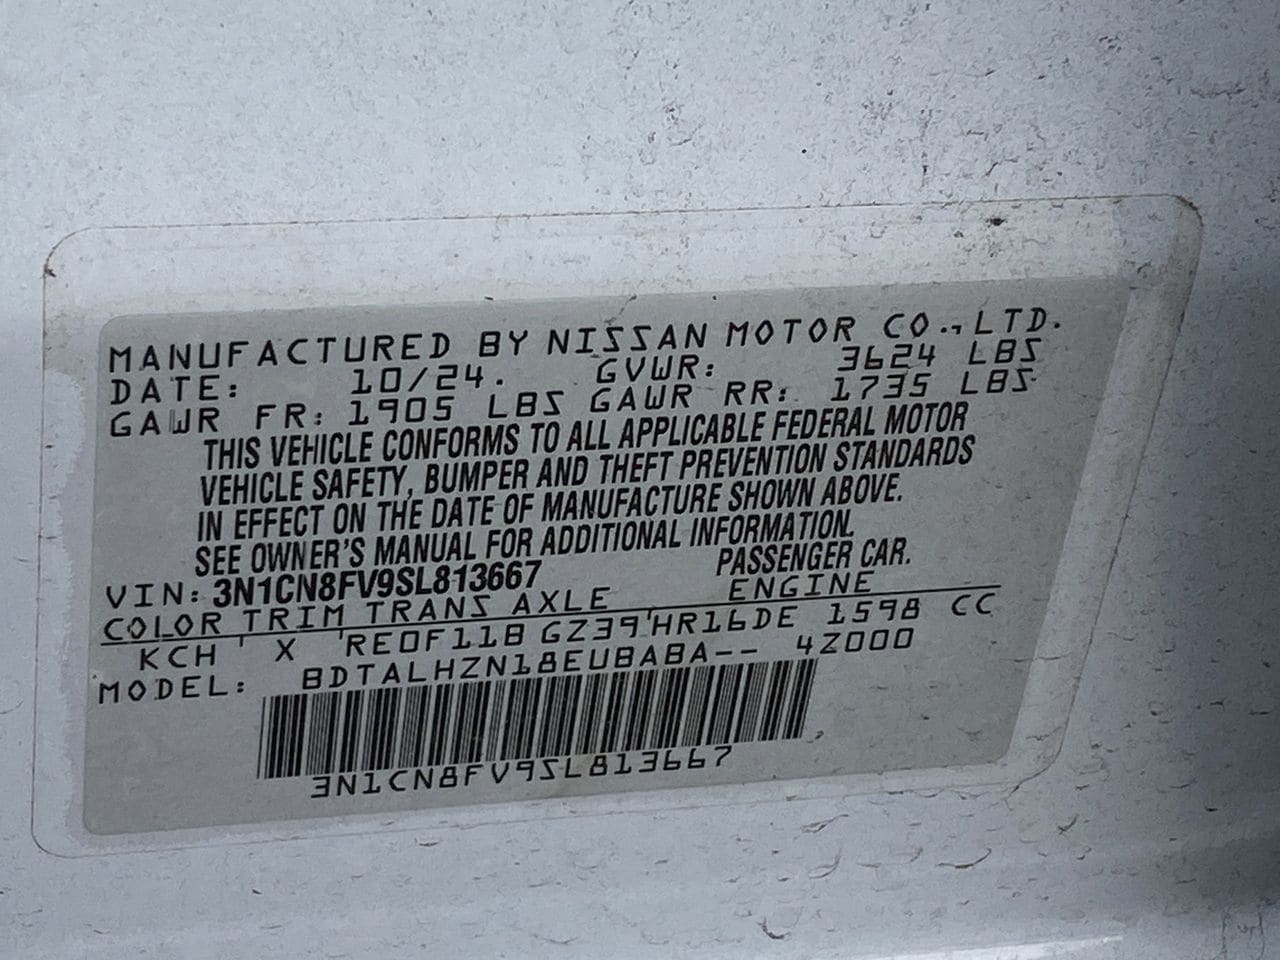 MANUFACTURED BY NISSAN MOTOR CO., LTD.
DATE: 10/24. GVWR: 3624 LBS
GAWR FR: 1905 LBS GAWR RR: 1735 LBS
THIS VEHICLE CONFORMS TO ALL APPLICABLE FEDERAL MOTOR
VEHICLE SAFETY, BUMPER AND THEFT PREVENTION STANDARDS
IN EFFECT ON THE DATE OF MANUFACTURE SHOWN ABOVE.
SEE OWNER'S MANUAL FOR ADDITIONAL INFORMATION.
VIN: 3N1CN8FV9SL813667 PASSENGER CAR.
COLOR TRIM TRANS AXLE ENGINE
KCH X RE0F11B GZ39 HR16DE 1598 CC
MODEL: BDTALHZN18EUBABA-- 4Z000
3N1CN8FV9SL813667